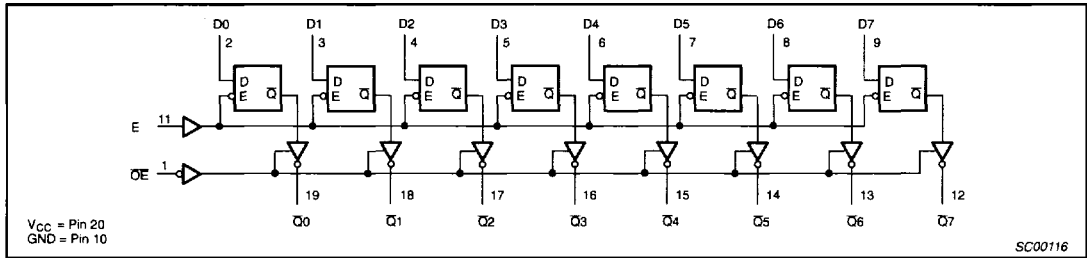 D0 D1 D2 D3 D4 D5 D6 D7
2 3 4 5 6 7 8 9
D D D D D D D D
E Q̅ E Q̅ E Q̅ E Q̅ E Q̅ E Q̅ E Q̅ E Q̅
E 11
O̅E̅ 1
19 18 17 16 15 14 13 12
Q̅0 Q̅1 Q̅2 Q̅3 Q̅4 Q̅5 Q̅6 Q̅7
VCC = Pin 20
GND = Pin 10
SC00116